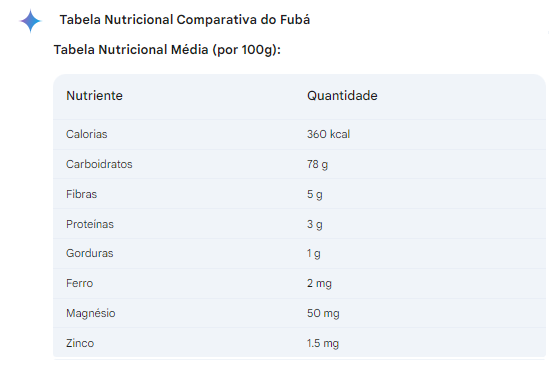 Tabela Nutricional Comparativa do Fubá
Tabela Nutricional Média (por 100g):
Nutriente Quantidade
Calorias 360 kcal
Carboidratos 78 g
Fibras 5 g
Proteínas 3 g
Gorduras 1 g
Ferro 2 mg
Magnésio 50 mg
Zinco 1.5 mg